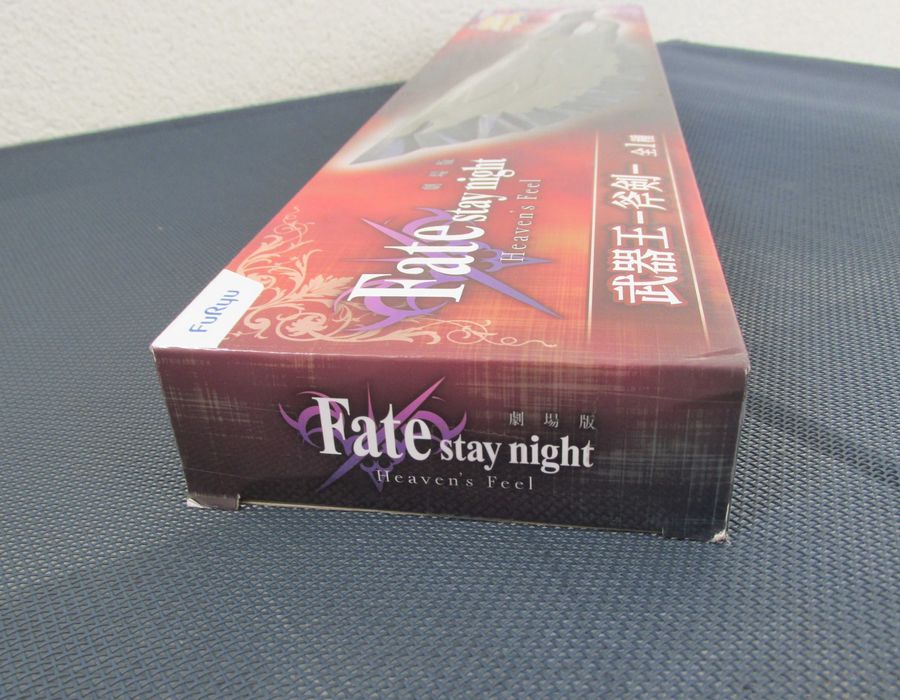 武器王-斧剣- 全1種
劇場版
Fate
stay night
Heaven's Feel
FuRyu
劇場版
Fate stay night
Heaven's Feel